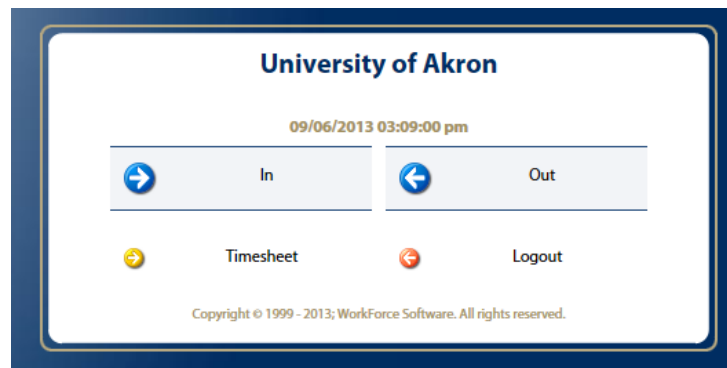 University of Akron
09/06/2013 03:09:00 pm
In
Out
Timesheet
Logout
Copyright © 1999 - 2013; WorkForce Software. All rights reserved.